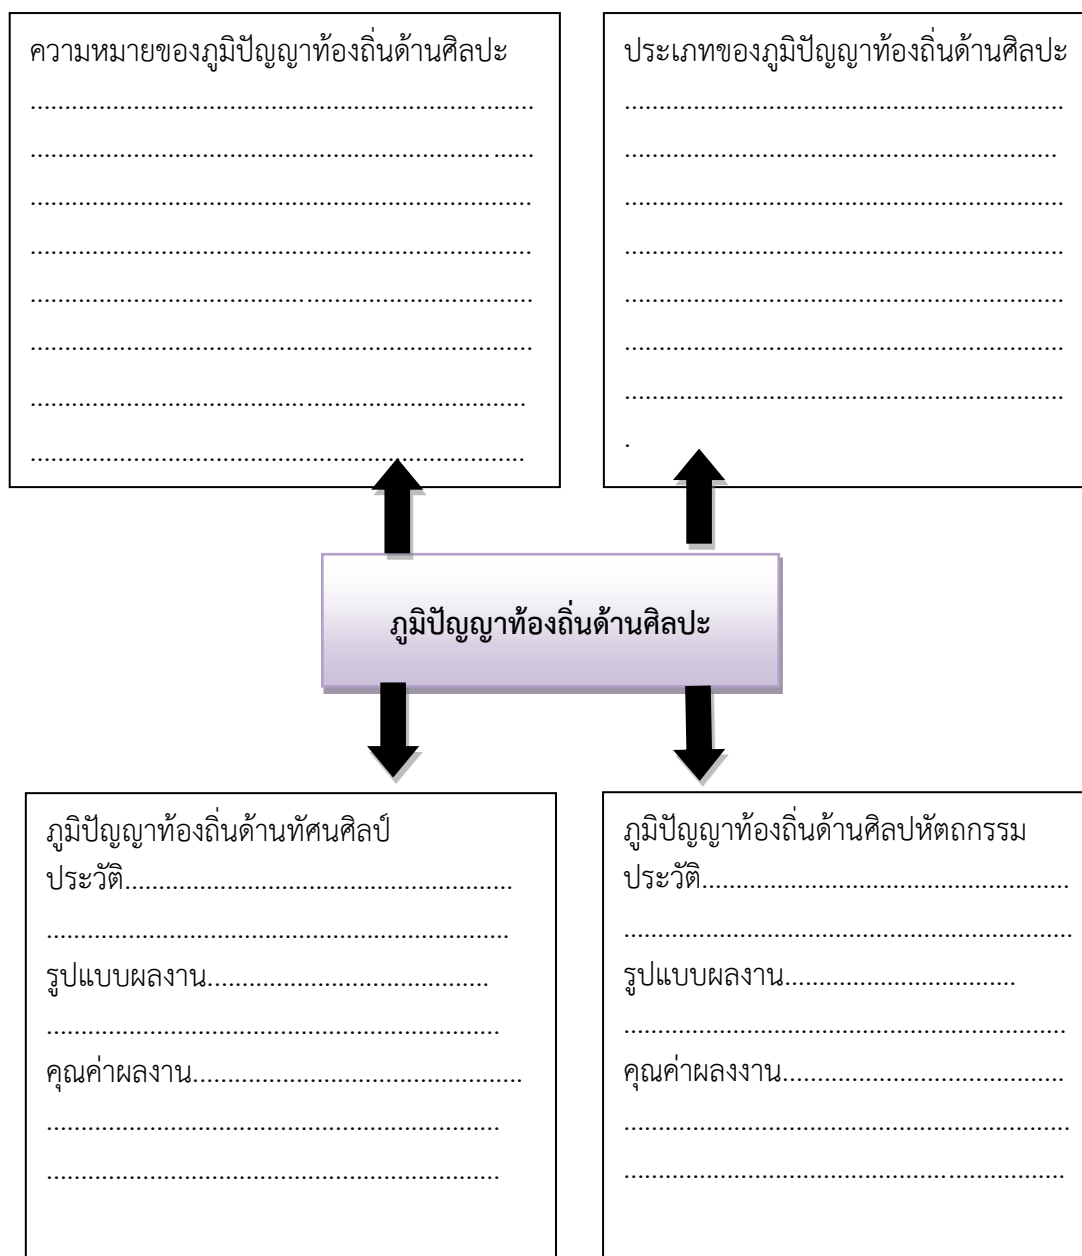 ความหมายของภูมิปัญญาท้องถิ่นด้านศิลปะ
.............................................................
.............................................................
.............................................................
.............................................................
.............................................................
.............................................................
.............................................................
.............................................................
ประเภทของภูมิปัญญาท้องถิ่นด้านศิลปะ
................................................................
...............................................................
................................................................
................................................................
................................................................
................................................................
................................................................
.
ภูมิปัญญาท้องถิ่นด้านศิลปะ
ภูมิปัญญาท้องถิ่นด้านทัศนศิลป์
ประวัติ........................................................
...................................................................
รูปแบบผลงาน.........................................
..................................................................
คุณค่าผลงาน................................................
..................................................................
..................................................................
ภูมิปัญญาท้องถิ่นด้านศิลปหัตถกรรม
ประวัติ.....................................................
.................................................................
รูปแบบผลงาน..................................
................................................................
คุณค่าผลงงาน.........................................
.................................................................
................................................................